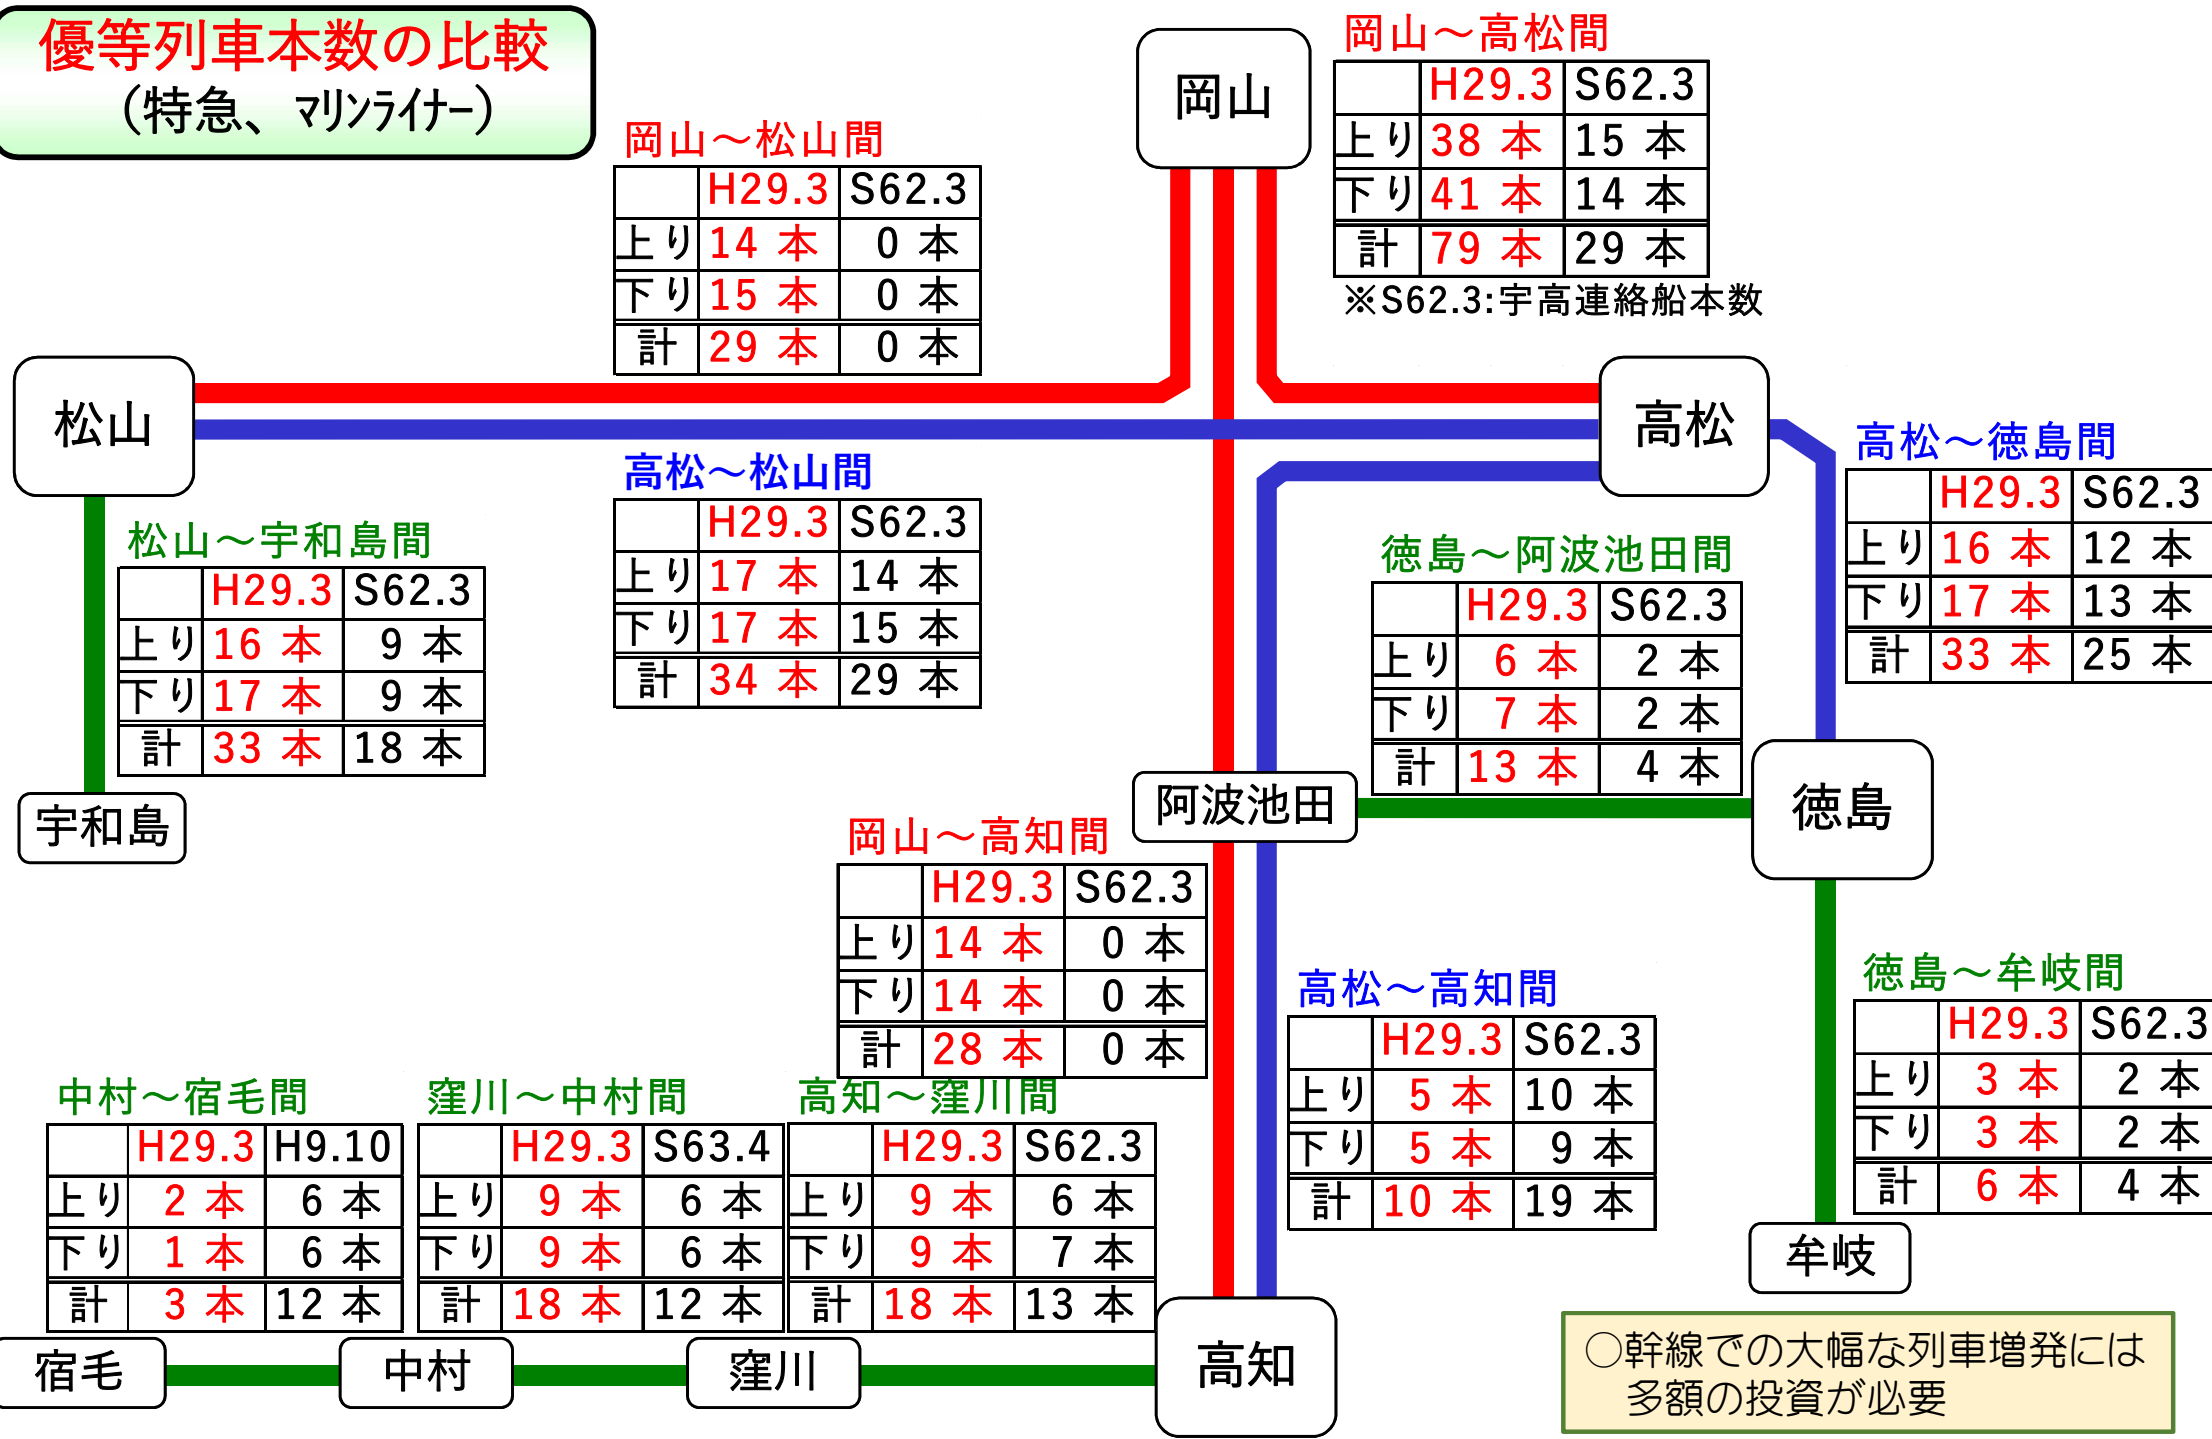 優等列車本数の比較
（特急、ﾏﾘﾝﾗｲﾅｰ）
岡山
岡山～高松間
H29.3 S62.3
上り 38 本 15 本
下り 41 本 14 本
計 79 本 29 本
※S62.3:宇高連絡船本数
岡山～松山間
H29.3 S62.3
上り 14 本 0 本
下り 15 本 0 本
計 29 本 0 本
松山
高松
高松～松山間
H29.3 S62.3
上り 17 本 14 本
下り 17 本 15 本
計 34 本 29 本
高松～徳島間
H29.3 S62.3
上り 16 本 12 本
下り 17 本 13 本
計 33 本 25 本
松山～宇和島間
H29.3 S62.3
上り 16 本 9 本
下り 17 本 9 本
計 33 本 18 本
宇和島
徳島～阿波池田間
H29.3 S62.3
上り 6 本 2 本
下り 7 本 2 本
計 13 本 4 本
阿波池田
徳島
岡山～高知間
H29.3 S62.3
上り 14 本 0 本
下り 14 本 0 本
計 28 本 0 本
高松～高知間
H29.3 S62.3
上り 5 本 10 本
下り 5 本 9 本
計 10 本 19 本
徳島～牟岐間
H29.3 S62.3
上り 3 本 2 本
下り 3 本 2 本
計 6 本 4 本
牟岐
中村～宿毛間
H29.3 H9.10
上り 2 本 6 本
下り 1 本 6 本
計 3 本 12 本
窪川～中村間
H29.3 S63.4
上り 9 本 6 本
下り 9 本 6 本
計 18 本 12 本
高知～窪川間
H29.3 S62.3
上り 9 本 6 本
下り 9 本 7 本
計 18 本 13 本
宿毛
中村
窪川
高知
○幹線での大幅な列車増発には
多額の投資が必要